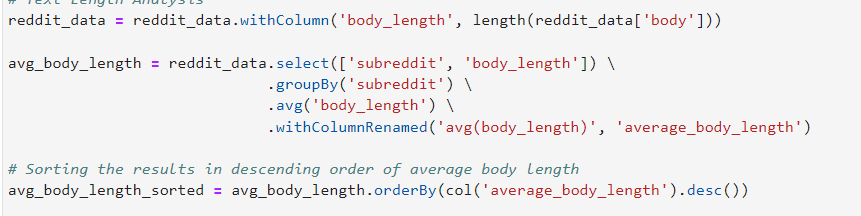 # Text Length Analysis
reddit_data = reddit_data.withColumn('body_length', length(reddit_data['body']))
avg_body_length = reddit_data.select(['subreddit', 'body_length']) \
.groupBy('subreddit') \
.avg('body_length') \
.withColumnRenamed('avg(body_length)', 'average_body_length')
# Sorting the results in descending order of average body length
avg_body_length_sorted = avg_body_length.orderBy(col('average_body_length').desc())